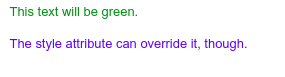 This text will be green.
The style attribute can override it, though.